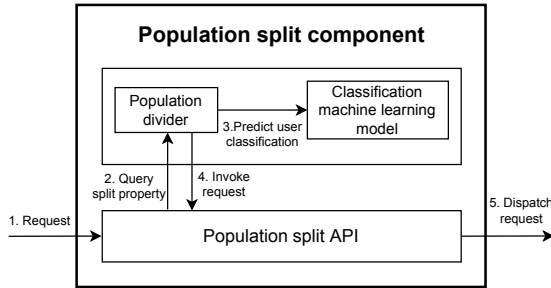 Population split component
Population
divider
Classification
machine learning
model
3.Predict user
classification
2. Query
split property
4. Invoke
request
1. Request
Population split API
5. Dispatch
request